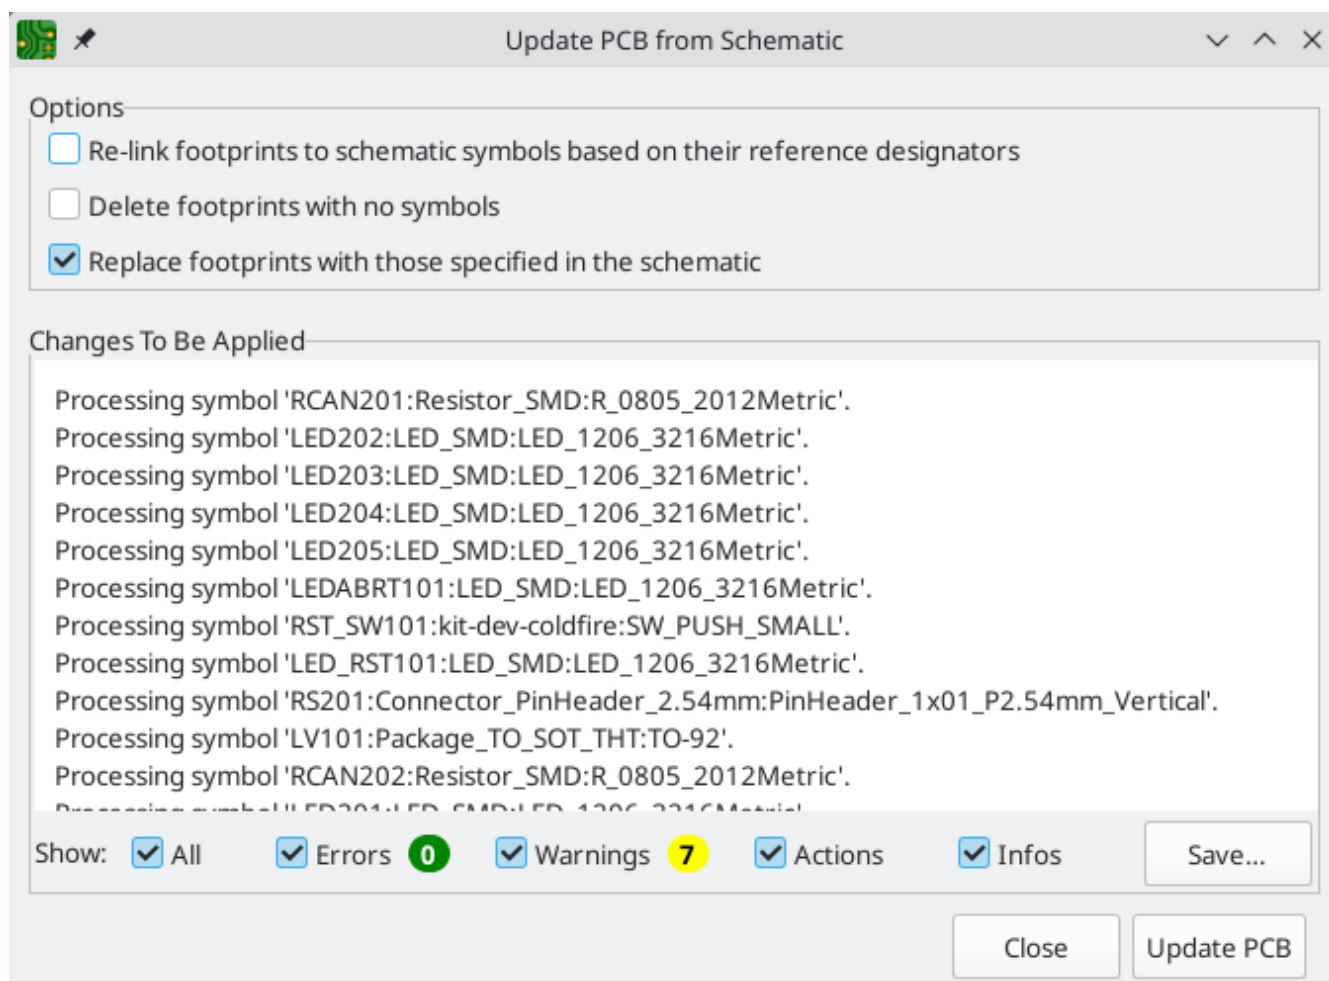 Update PCB from Schematic
Options
Re-link footprints to schematic symbols based on their reference designators
Delete footprints with no symbols
Replace footprints with those specified in the schematic
Changes To Be Applied
Processing symbol 'RCAN201:Resistor_SMD:R_0805_2012Metric'.
Processing symbol 'LED202:LED_SMD:LED_1206_3216Metric'.
Processing symbol 'LED203:LED_SMD:LED_1206_3216Metric'.
Processing symbol 'LED204:LED_SMD:LED_1206_3216Metric'.
Processing symbol 'LED205:LED_SMD:LED_1206_3216Metric'.
Processing symbol 'LEDABRT101:LED_SMD:LED_1206_3216Metric'.
Processing symbol 'RST_SW101:kit-dev-coldfire:SW_PUSH_SMALL'.
Processing symbol 'LED_RST101:LED_SMD:LED_1206_3216Metric'.
Processing symbol 'RS201:Connector_PinHeader_2.54mm:PinHeader_1x01_P2.54mm_Vertical'.
Processing symbol 'LV101:Package_TO_SOT_THT:TO-92'.
Processing symbol 'RCAN202:Resistor_SMD:R_0805_2012Metric'.
Processing symbol 'LED201:LED_SMD:LED_1206_3216Metric'.
Show: All Errors 0 Warnings 7 Actions Infos Save...
Close Update PCB